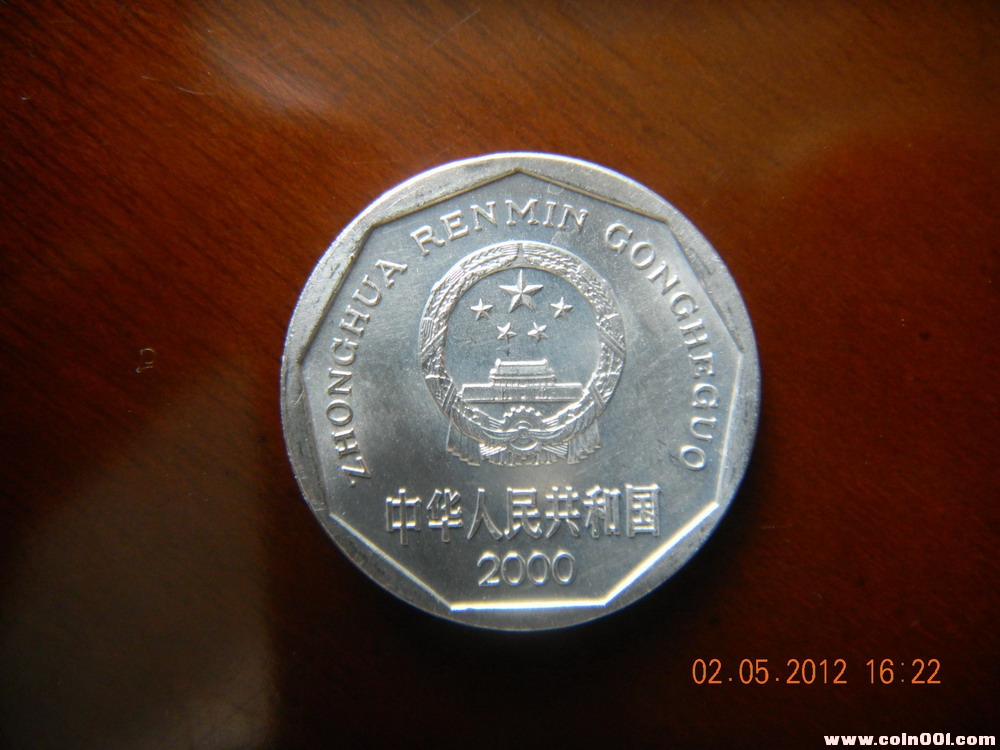 ZHONGHUA RENMIN GONGHEGUO
中华人民共和国
2000
02.05.2012 16:22
www.coin001.com